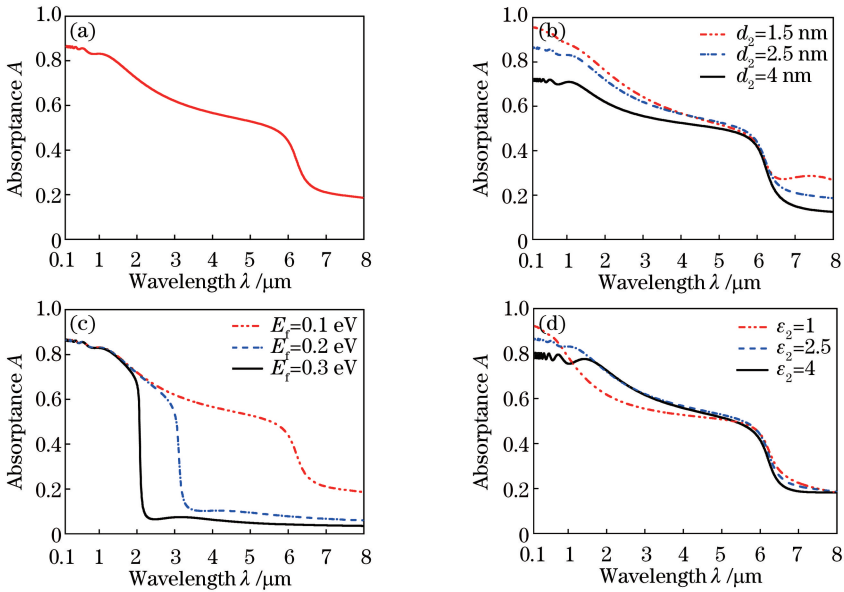 1.0
(a)
0.8
0.6
0.4
0.2
0
Absorptance A
0.1 1 2 3 4 5 6 7 8
Wavelength λ /μm
1.0
(b)
d₂=1.5 nm
d₂=2.5 nm
d₂=4 nm
0.8
0.6
0.4
0.2
0
Absorptance A
0.1 1 2 3 4 5 6 7 8
Wavelength λ /μm
1.0
(c)
E_f=0.1 eV
E_f=0.2 eV
E_f=0.3 eV
0.8
0.6
0.4
0.2
0
Absorptance A
0.1 1 2 3 4 5 6 7 8
Wavelength λ /μm
1.0
(d)
ε₂=1
ε₂=2.5
ε₂=4
0.8
0.6
0.4
0.2
0
Absorptance A
0.1 1 2 3 4 5 6 7 8
Wavelength λ /μm